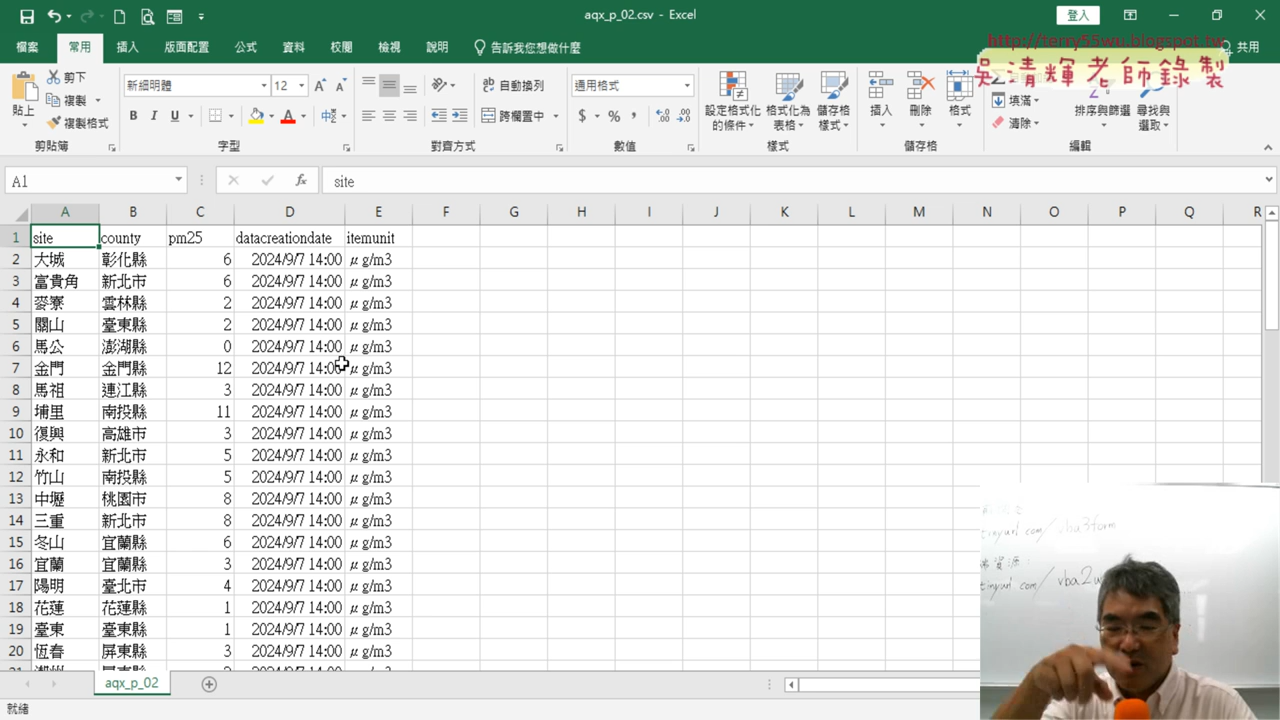 aqx_p_02.csv - Excel
登入
檔案 常用 插入 版面配置 公式 資料 校閱 檢視 說明 告訴我您想做什麼 共用
http://terry55wu.blogspot.tw
吳清輝老師錄製
貼上 剪下 複製 複製格式 剪貼簿
新細明體 12 B I U A 中 字型
自動換列 跨欄置中 對齊方式
通用格式 $ % , 數值
設定格式化的條件 格式化為表格 儲存格樣式 樣式
插入 刪除 格式 儲存格
填滿 清除 排序與篩選 尋找與選取 編輯
A1 fx site
A B C D E F G H I J K L M N O P Q R
1 site county pm25 datacreationdate itemunit
2 大城 彰化縣 6 2024/9/7 14:00 μg/m3
3 富貴角 新北市 6 2024/9/7 14:00 μg/m3
4 麥寮 雲林縣 2 2024/9/7 14:00 μg/m3
5 關山 臺東縣 2 2024/9/7 14:00 μg/m3
6 馬公 澎湖縣 0 2024/9/7 14:00 μg/m3
7 金門 金門縣 12 2024/9/7 14:00 μg/m3
8 馬祖 連江縣 3 2024/9/7 14:00 μg/m3
9 埔里 南投縣 11 2024/9/7 14:00 μg/m3
10 復興 高雄市 3 2024/9/7 14:00 μg/m3
11 永和 新北市 5 2024/9/7 14:00 μg/m3
12 竹山 南投縣 5 2024/9/7 14:00 μg/m3
13 中壢 桃園市 8 2024/9/7 14:00 μg/m3
14 三重 新北市 8 2024/9/7 14:00 μg/m3
15 冬山 宜蘭縣 6 2024/9/7 14:00 μg/m3
16 宜蘭 宜蘭縣 3 2024/9/7 14:00 μg/m3
17 陽明 臺北市 4 2024/9/7 14:00 μg/m3
18 花蓮 花蓮縣 1 2024/9/7 14:00 μg/m3
19 臺東 臺東縣 1 2024/9/7 14:00 μg/m3
20 恆春 屏東縣 3 2024/9/7 14:00 μg/m3
tinyurl.com/vba3form
資源:
tinyurl.com/vba2
aqx_p_02
就緒